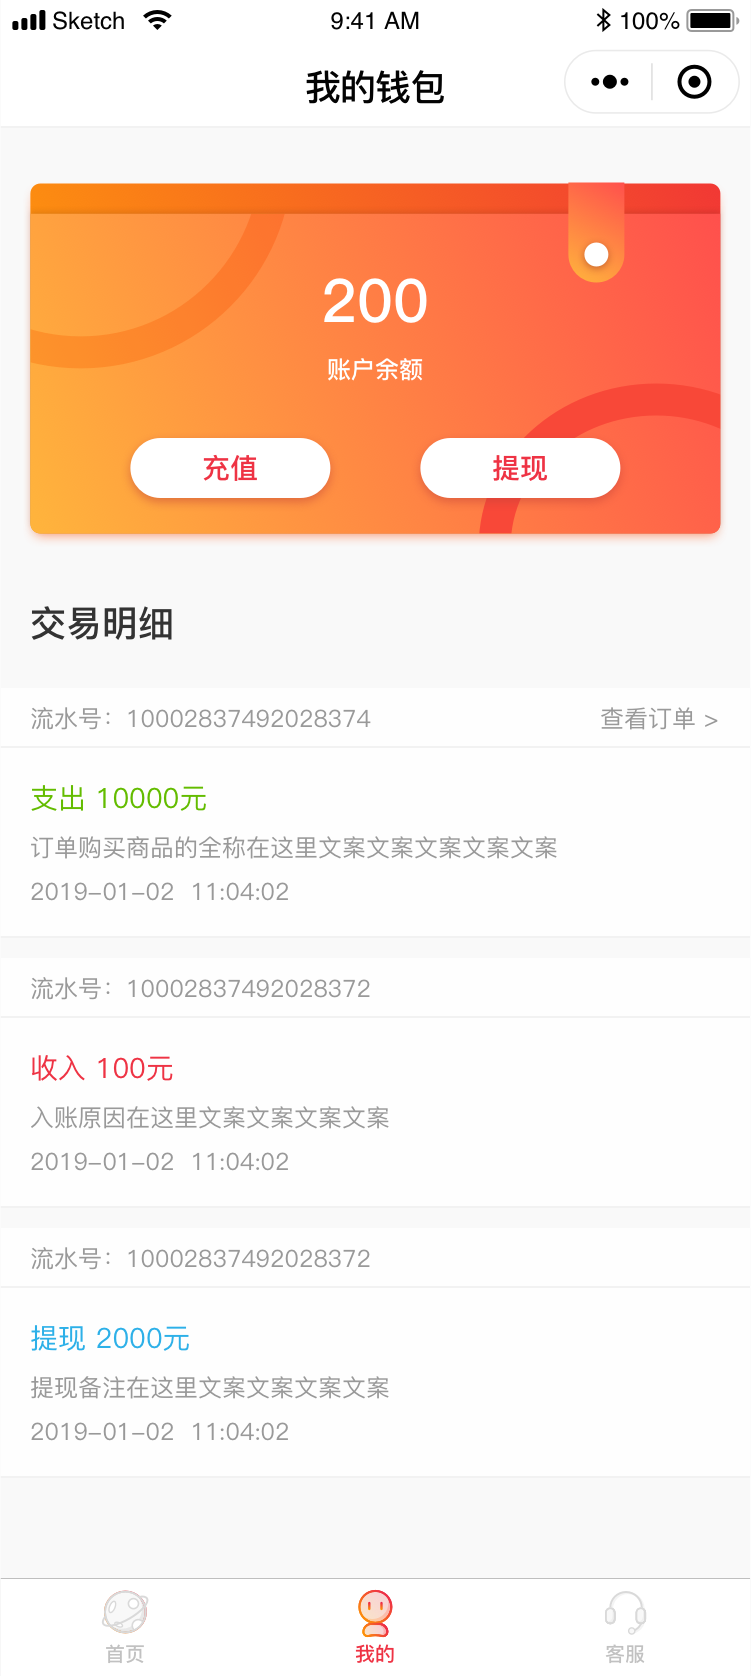 Sketch 9:41 AM 100%
我的钱包
200
账户余额
充值 提现
交易明细
流水号：10002837492028374 查看订单 >
支出 10000元
订单购买商品的全称在这里文案文案文案文案文案
2019-01-02 11:04:02
流水号：10002837492028372
收入 100元
入账原因在这里文案文案文案文案
2019-01-02 11:04:02
流水号：10002837492028372
提现 2000元
提现备注在这里文案文案文案文案
2019-01-02 11:04:02
首页 我的 客服